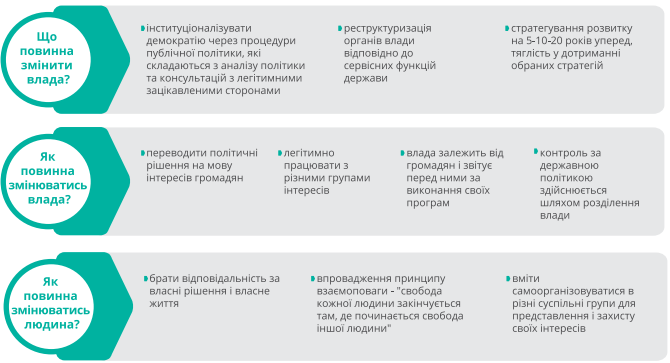 Що
повинна
змінити
влада?
інституціоналізувати
демократію через процедури
публічної політики, які
складаються з аналізу політики
та консультацій з легітимними
зацікавленими сторонами
реструктуризація
органів влади
відповідно до
сервісних функцій
держави
стратегування розвитку
на 5-10-20 років уперед,
тяглість у дотриманні
обраних стратегій
Як
повинна
змінюватись
влада?
переводити політичні
рішення на мову
інтересів громадян
легітимно
працювати з
різними групами
інтересів
влада залежить від
громадян і звітує
перед ними за
виконання своїх
програм
контроль за
державною
політикою
здійснюється
шляхом розділення
влади
Як
повинна
змінюватись
людина?
брати відповідальність за
власні рішення і власне
життя
впровадження принципу
взаємоповаги - "свобода
кожної людини закінчується
там, де починається свобода
іншої людини"
вміти
самоорганізовуватися в
різні суспільні групи для
представлення і захисту
своїх інтересів